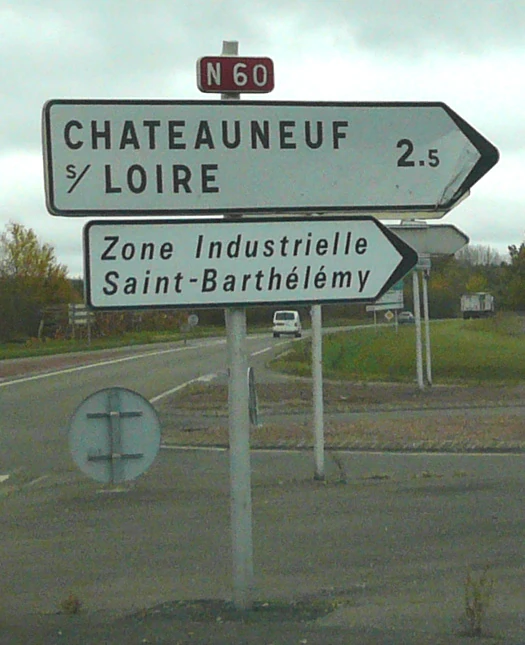 N 60
CHATEAUNEUF
s/ LOIRE 2.5
Zone Industrielle
Saint-Barthélémy